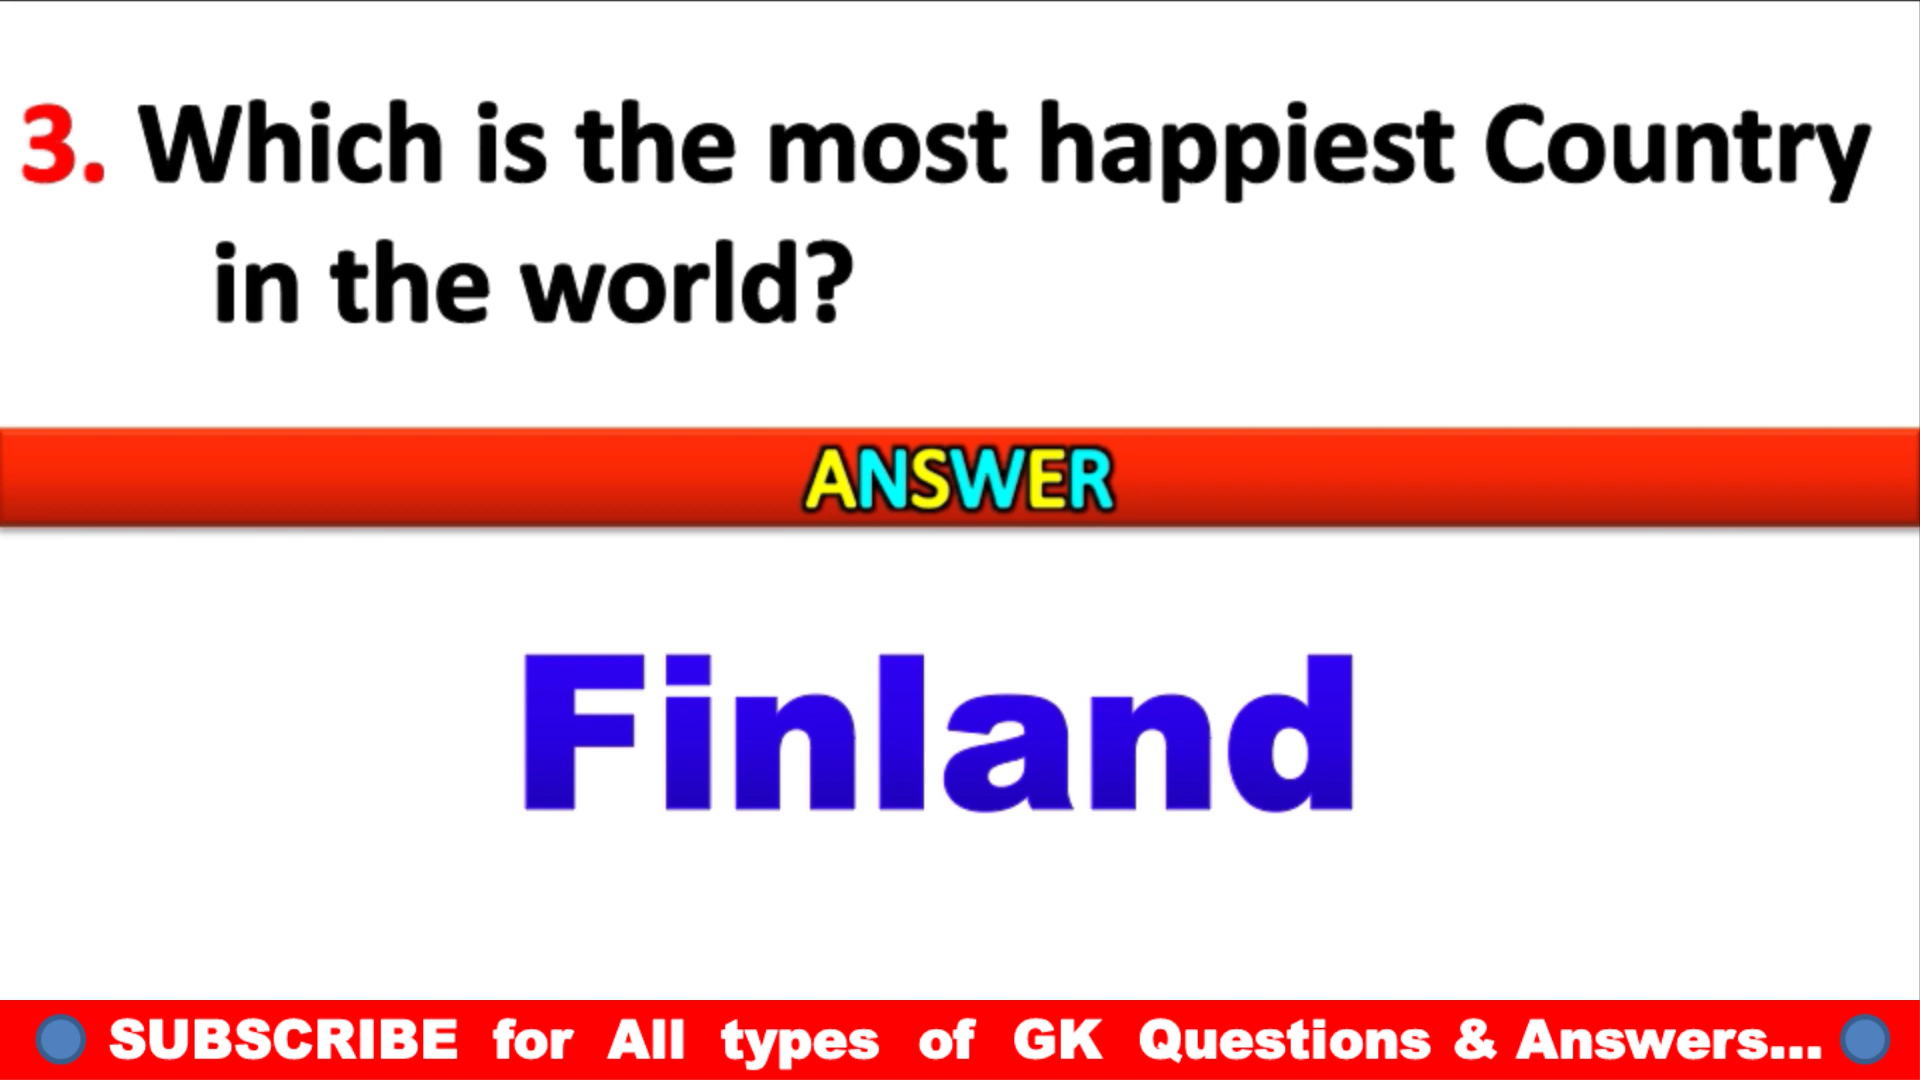 3. Which is the most happiest Country
in the world?
ANSWER
Finland
SUBSCRIBE for All types of GK Questions & Answers...